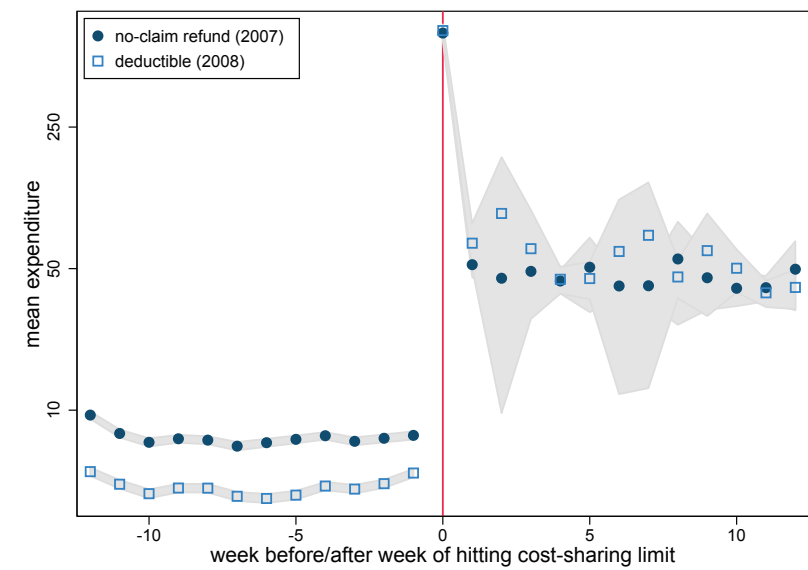 no-claim refund (2007)
deductible (2008)
mean expenditure
250
50
10
-10 -5 0 5 10
week before/after week of hitting cost-sharing limit